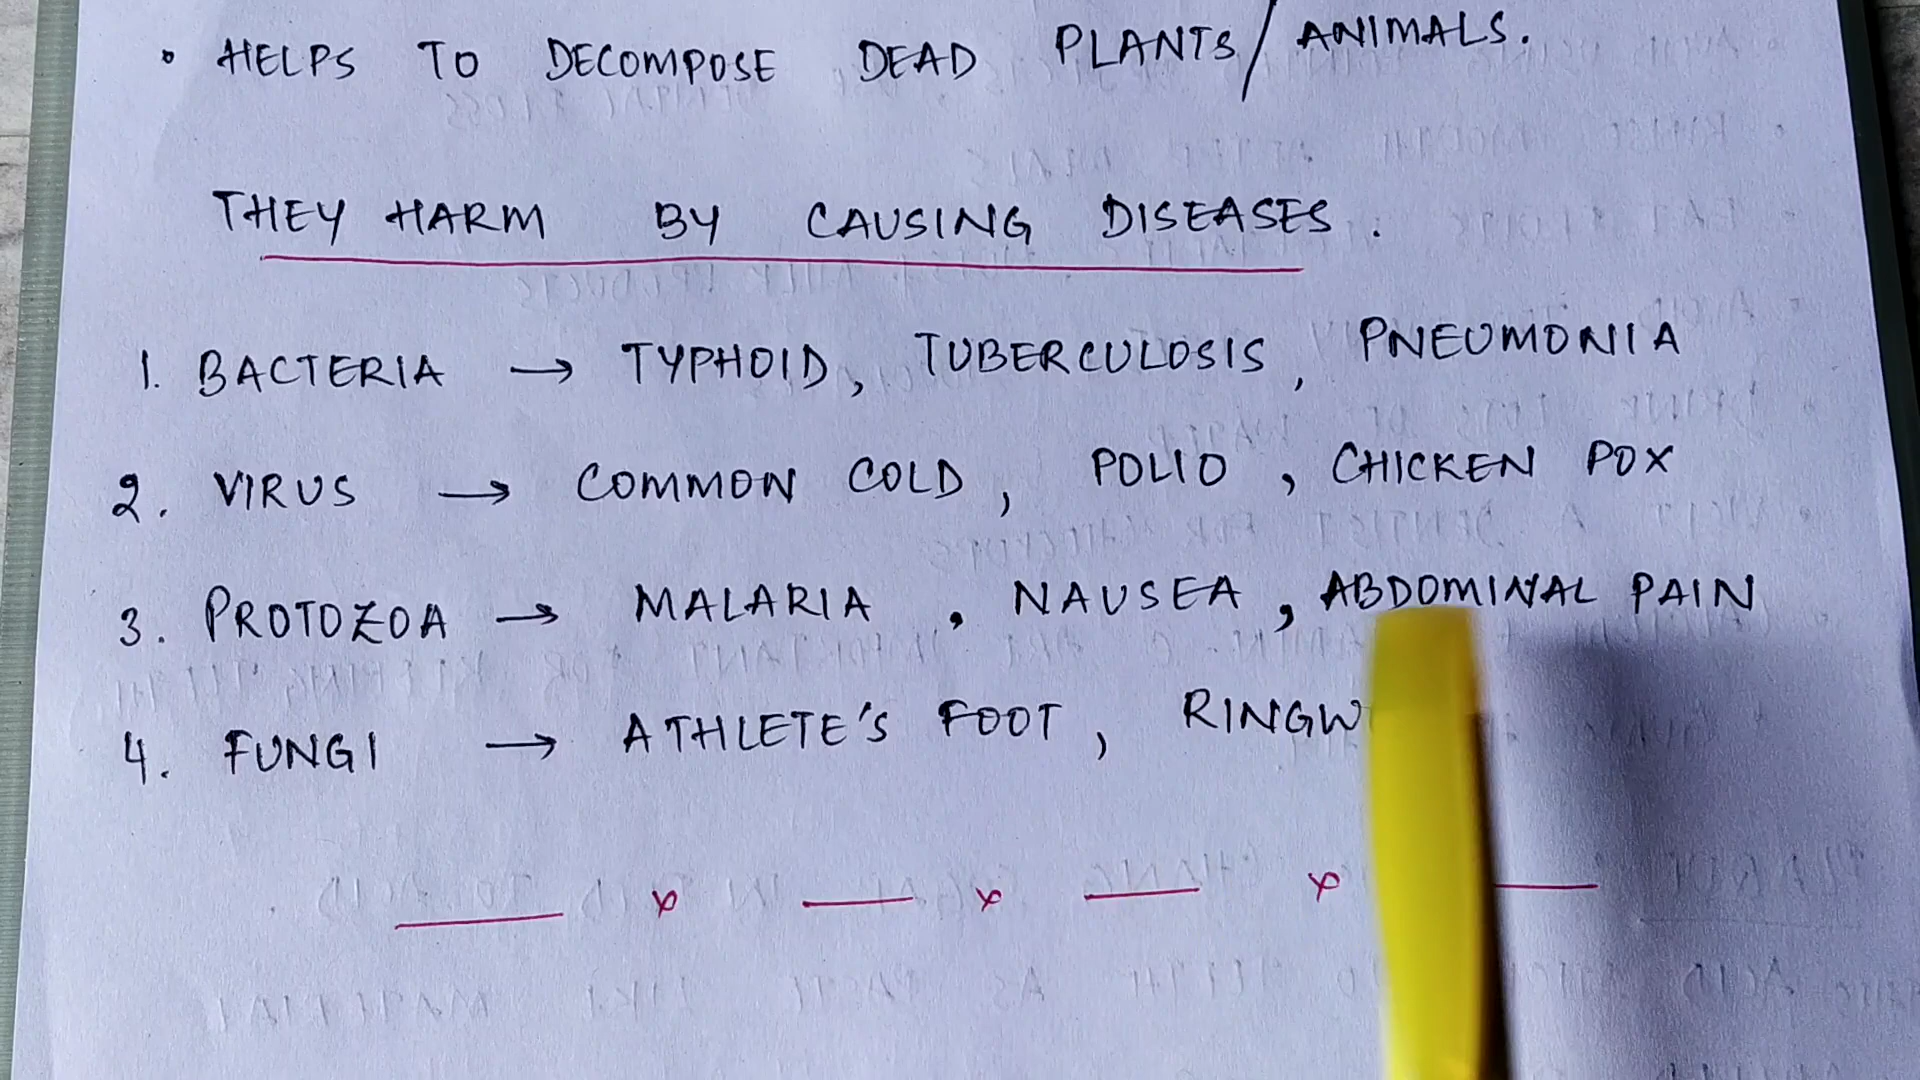 • HELPS TO DECOMPOSE DEAD PLANTS/ANIMALS.
THEY HARM BY CAUSING DISEASES.
1. BACTERIA → TYPHOID, TUBERCULOSIS, PNEUMONIA
2. VIRUS → COMMON COLD, POLIO, CHICKEN POX
3. PROTOZOA → MALARIA, NAUSEA, ABDOMINAL PAIN
4. FUNGI → ATHLETE'S FOOT, RINGW